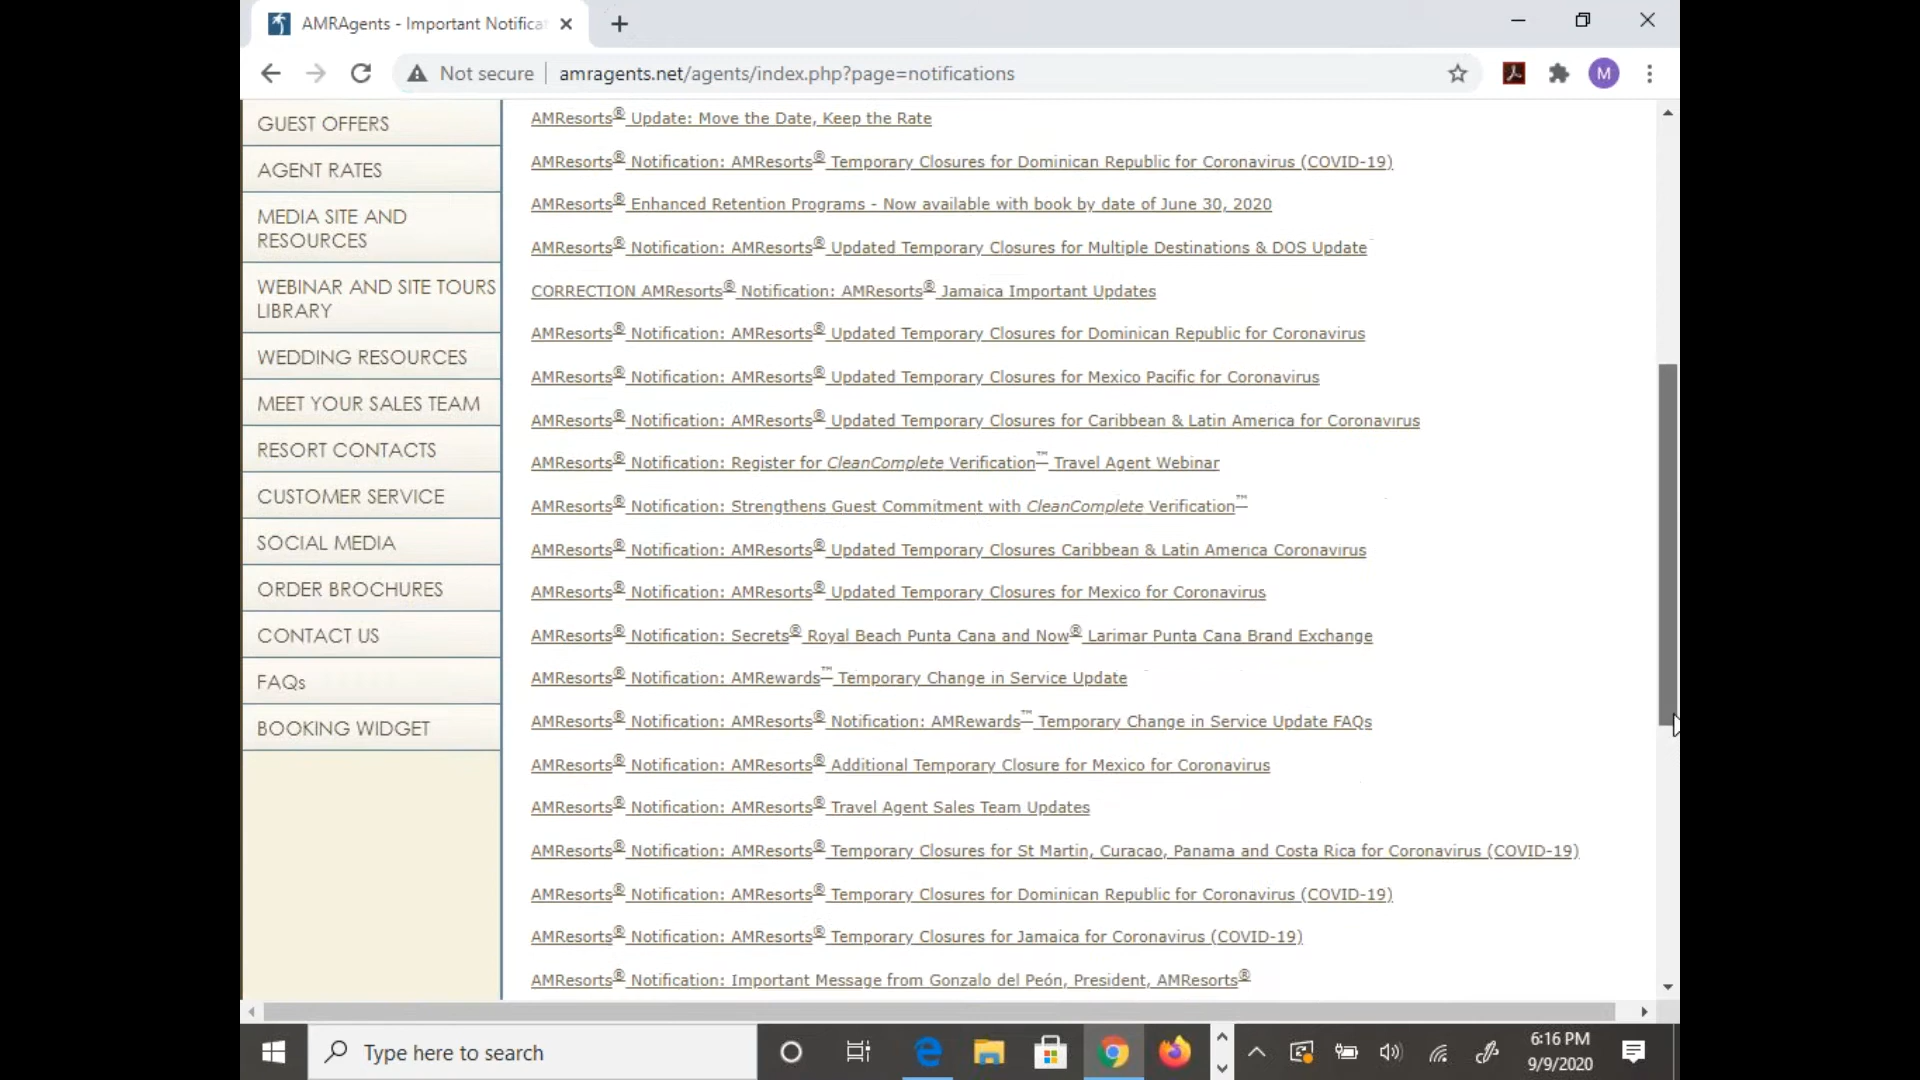 AMRAgents - Important Notifica
Not secure
amragents.net/agents/index.php?page=notifications
M
GUEST OFFERS
AGENT RATES
MEDIA SITE AND
RESOURCES
WEBINAR AND SITE TOURS
LIBRARY
WEDDING RESOURCES
MEET YOUR SALES TEAM
RESORT CONTACTS
CUSTOMER SERVICE
SOCIAL MEDIA
ORDER BROCHURES
CONTACT US
FAQs
BOOKING WIDGET
AMResorts® Update: Move the Date, Keep the Rate
AMResorts® Notification: AMResorts® Temporary Closures for Dominican Republic for Coronavirus (COVID-19)
AMResorts® Enhanced Retention Programs - Now available with book by date of June 30, 2020
AMResorts® Notification: AMResorts® Updated Temporary Closures for Multiple Destinations & DOS Update
CORRECTION AMResorts® Notification: AMResorts® Jamaica Important Updates
AMResorts® Notification: AMResorts® Updated Temporary Closures for Dominican Republic for Coronavirus
AMResorts® Notification: AMResorts® Updated Temporary Closures for Mexico Pacific for Coronavirus
AMResorts® Notification: AMResorts® Updated Temporary Closures for Caribbean & Latin America for Coronavirus
AMResorts® Notification: Register for CleanComplete Verification™ Travel Agent Webinar
AMResorts® Notification: Strengthens Guest Commitment with CleanComplete Verification™
AMResorts® Notification: AMResorts® Updated Temporary Closures Caribbean & Latin America Coronavirus
AMResorts® Notification: AMResorts® Updated Temporary Closures for Mexico for Coronavirus
AMResorts® Notification: Secrets® Royal Beach Punta Cana and Now® Larimar Punta Cana Brand Exchange
AMResorts® Notification: AMRewards™ Temporary Change in Service Update
AMResorts® Notification: AMResorts® Notification: AMRewards™ Temporary Change in Service Update FAQs
AMResorts® Notification: AMResorts® Additional Temporary Closure for Mexico for Coronavirus
AMResorts® Notification: AMResorts® Travel Agent Sales Team Updates
AMResorts® Notification: AMResorts® Temporary Closures for St Martin, Curacao, Panama and Costa Rica for Coronavirus (COVID-19)
AMResorts® Notification: AMResorts® Temporary Closures for Dominican Republic for Coronavirus (COVID-19)
AMResorts® Notification: AMResorts® Temporary Closures for Jamaica for Coronavirus (COVID-19)
AMResorts® Notification: Important Message from Gonzalo del Peón, President, AMResorts®
Type here to search
6:16 PM
9/9/2020